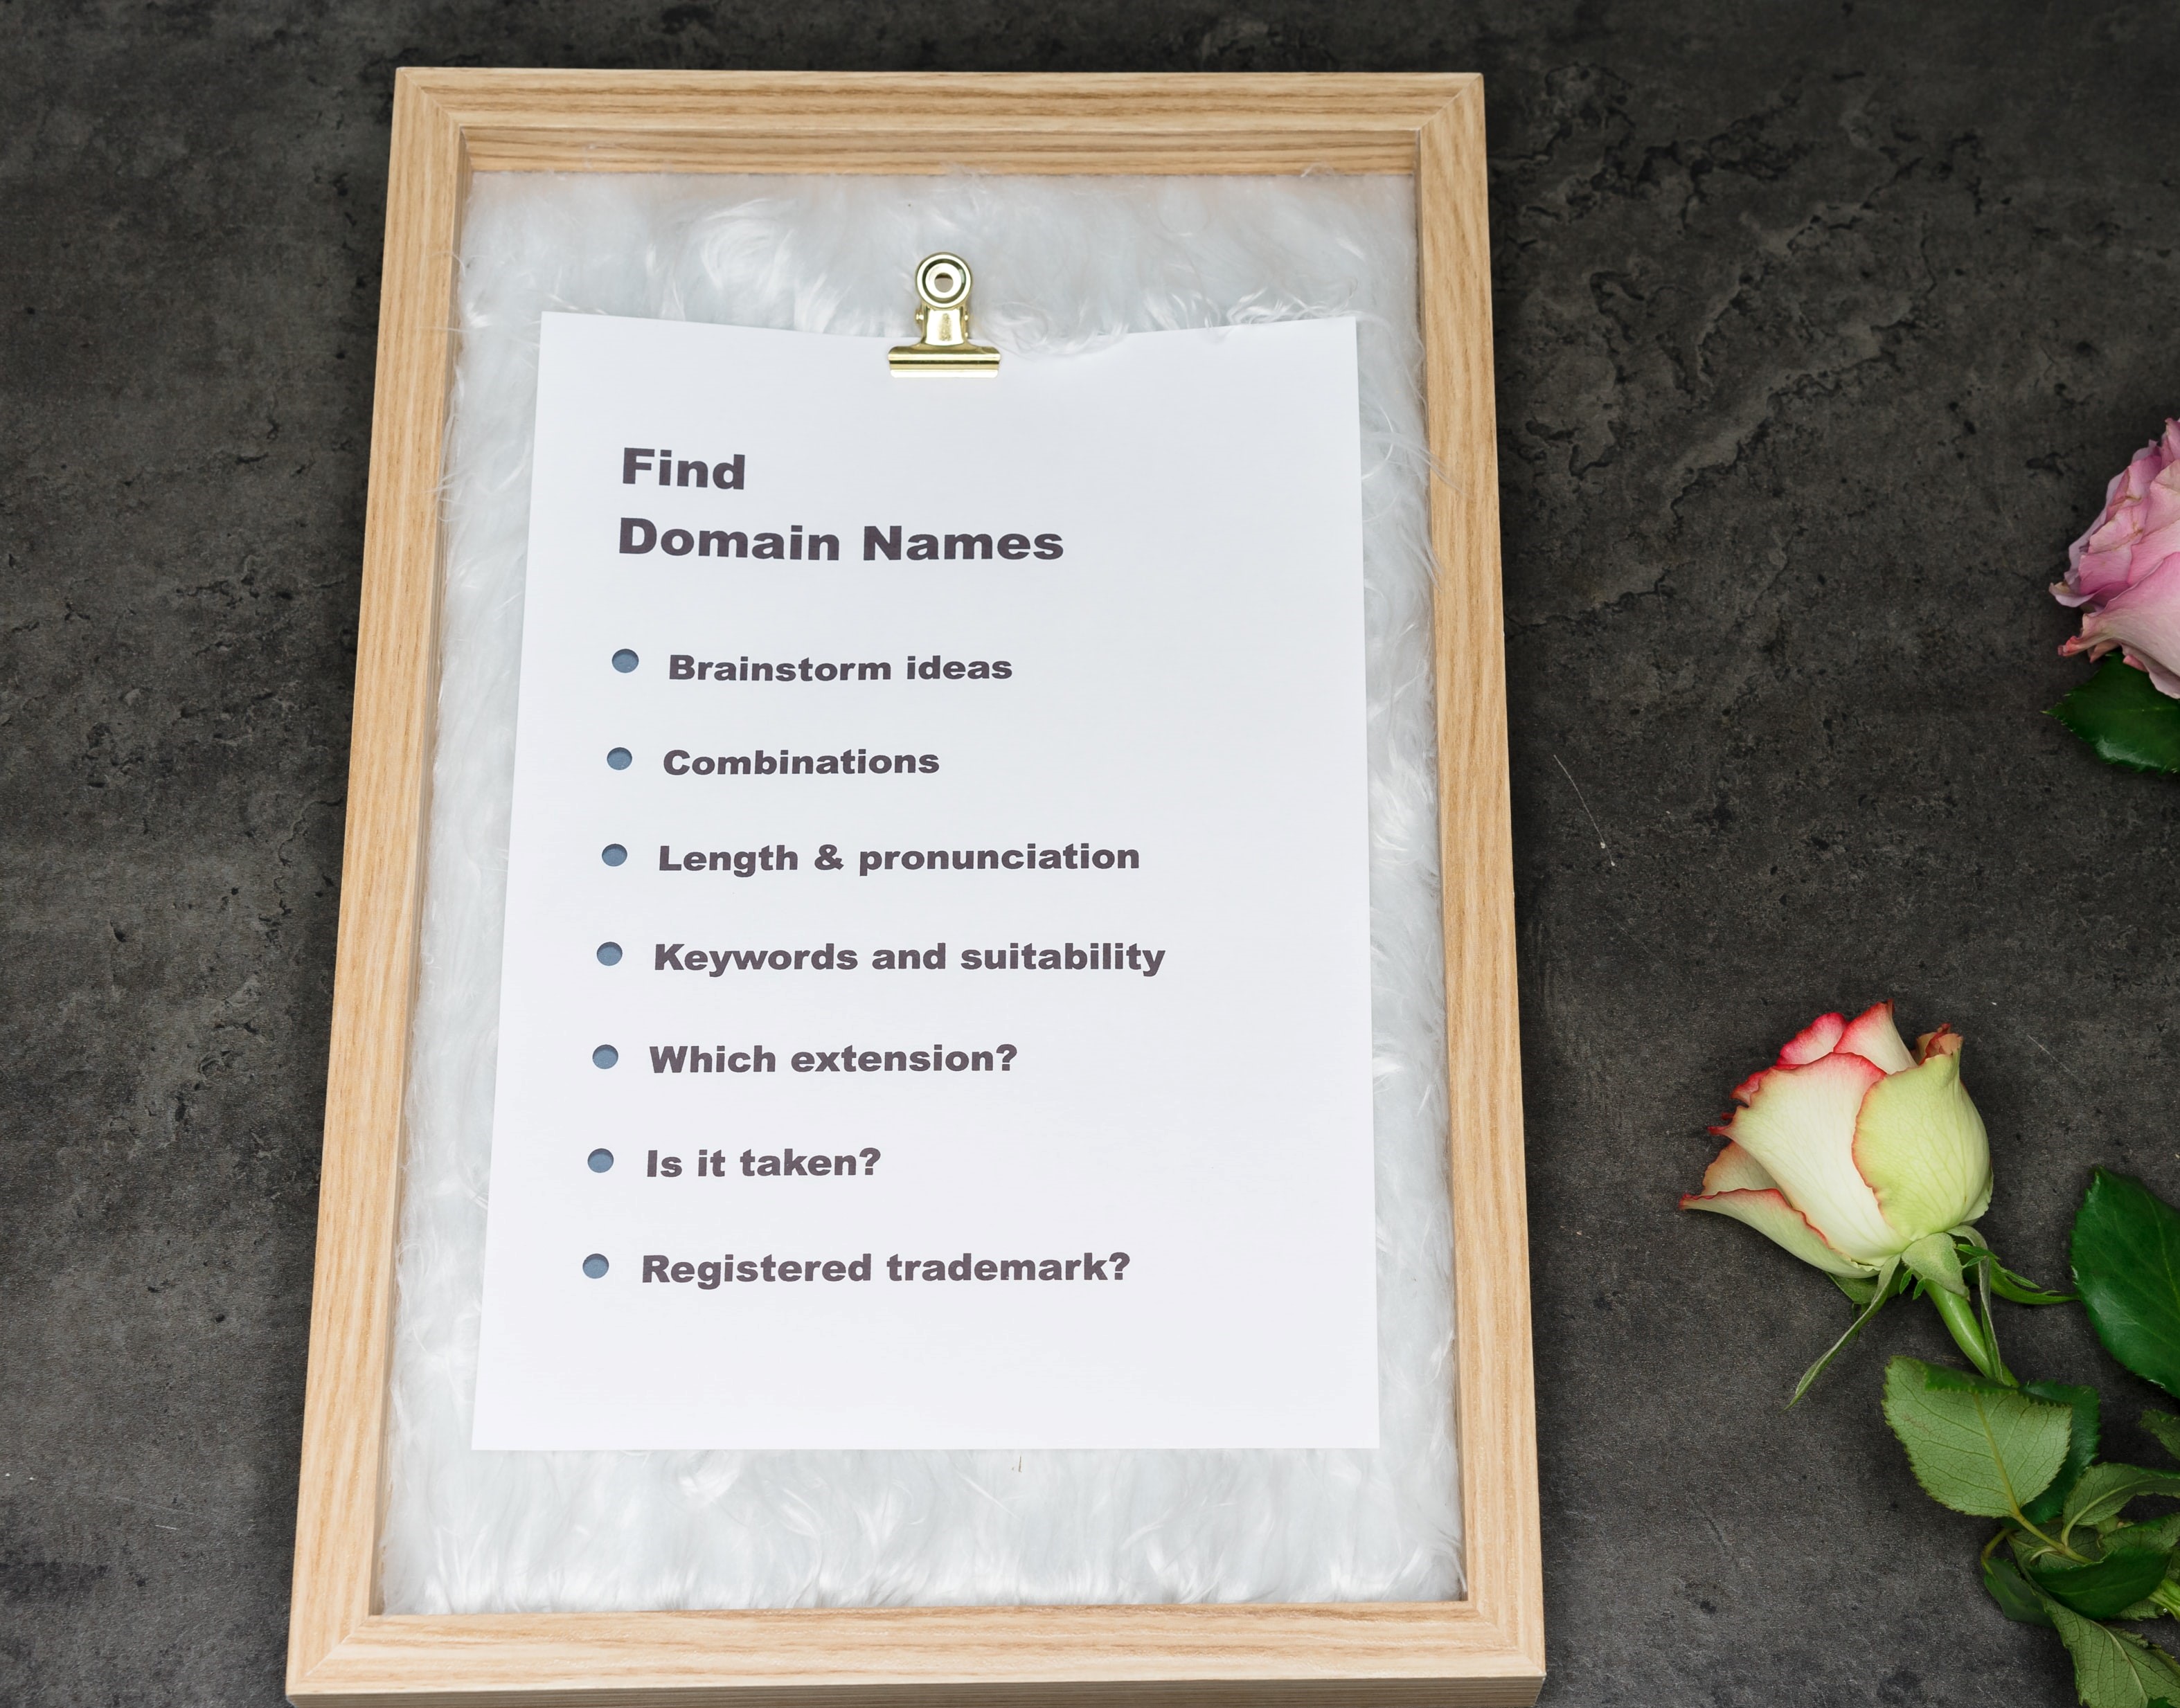 Find
Domain Names
Brainstorm ideas
Combinations
Length & pronunciation
Keywords and suitability
Which extension?
Is it taken?
Registered trademark?